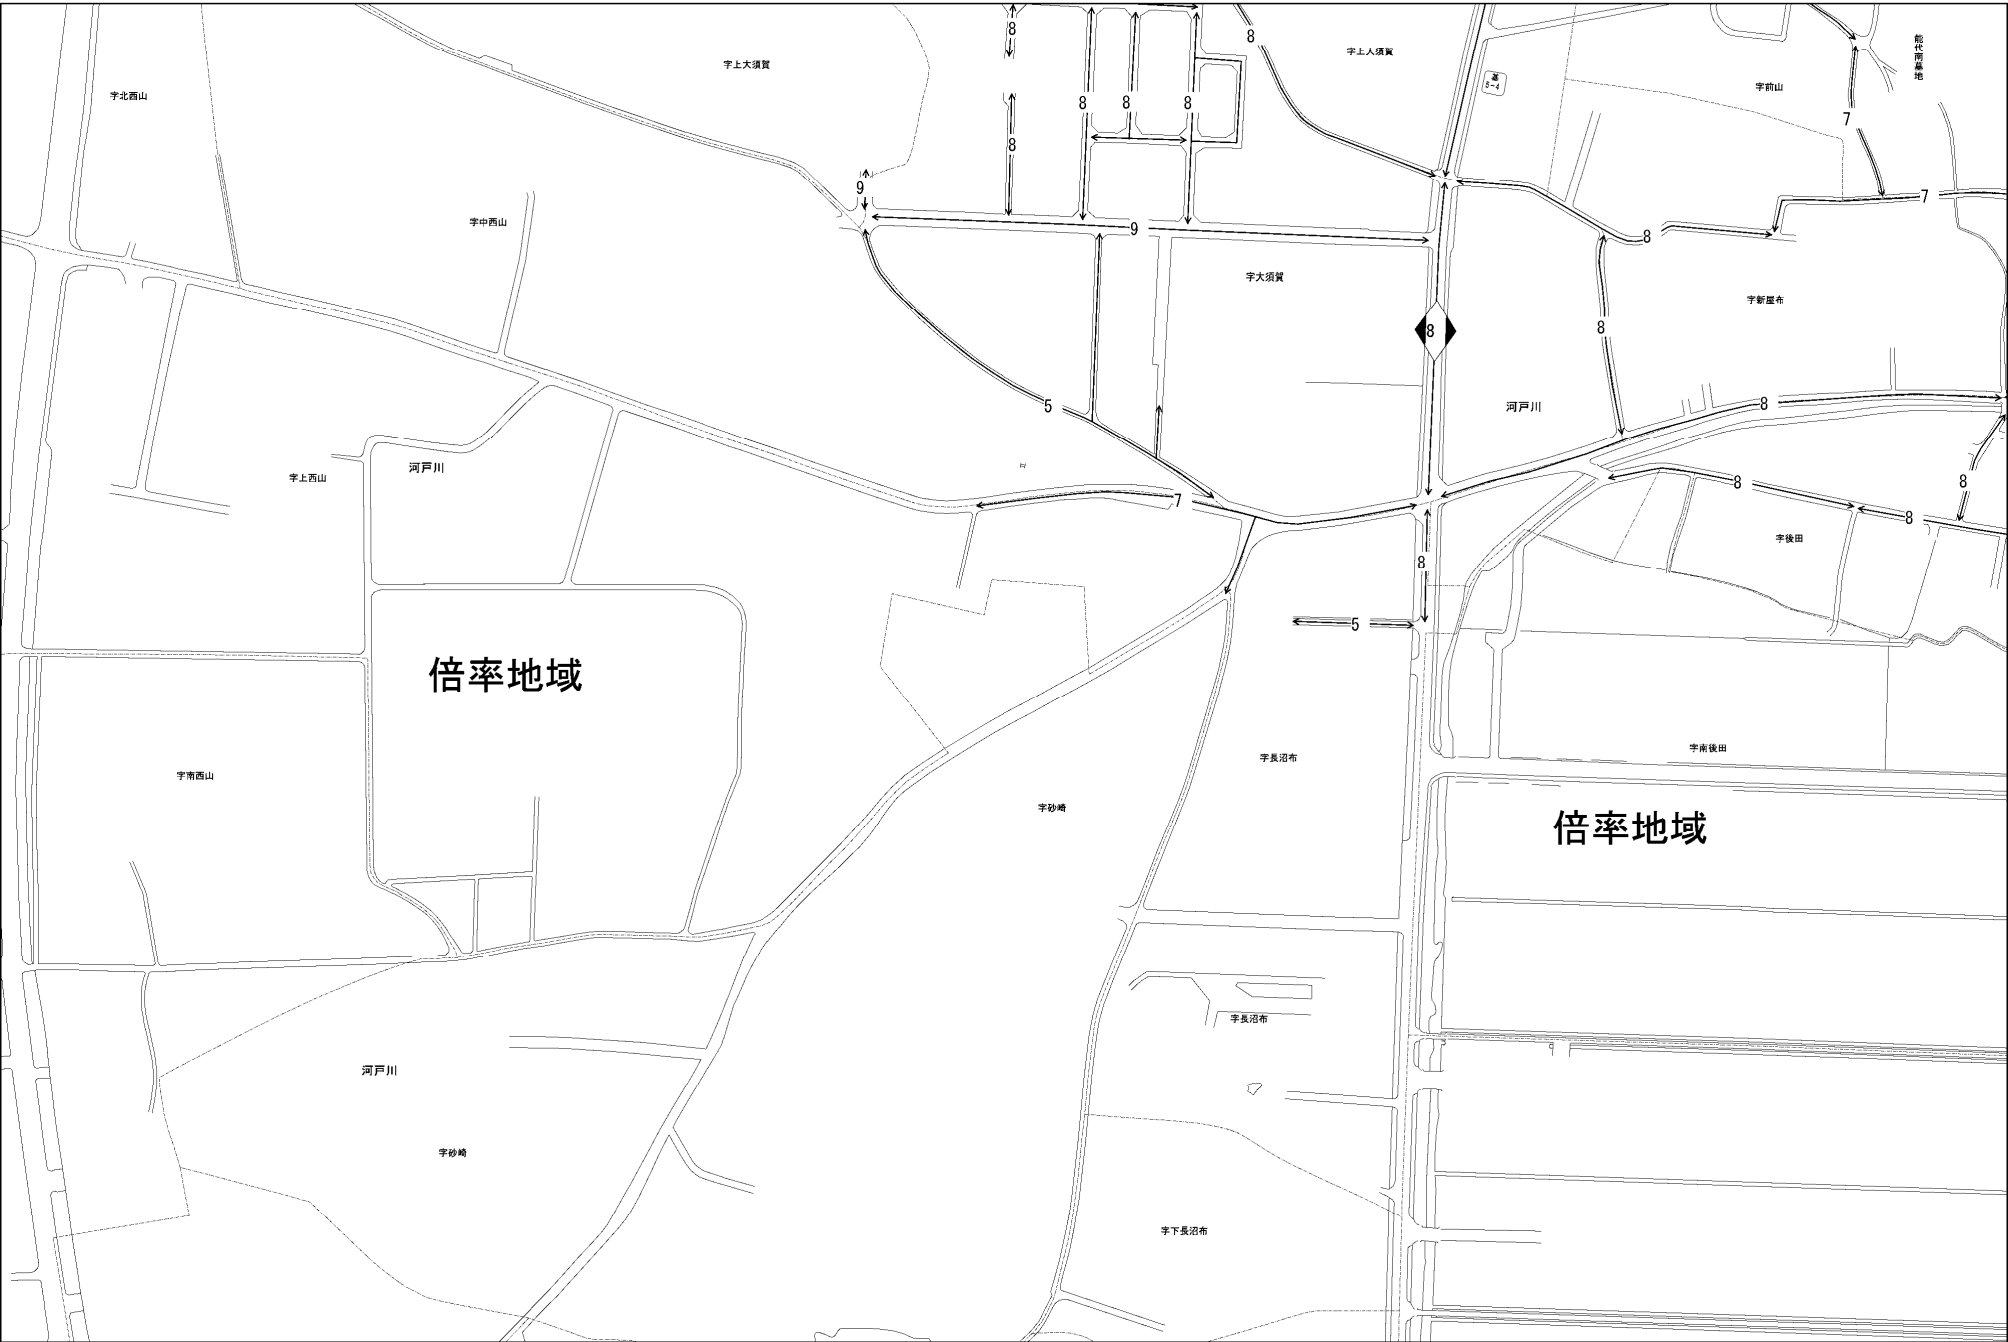 8
8
字上人須賀
能代南墓地
字上大須賀
基
5-4
字前山
字北西山
8
8
8
7
8
9
7
字中西山
9
8
字大須賀
字新屋布
8
8
5
河戸川
8
河戸川
字上西山
7
8
8
8
字後田
8
5
倍率地域
字南後田
字長沼布
字南西山
字砂崎
倍率地域
字長沼布
河戸川
字砂崎
字下長沼布